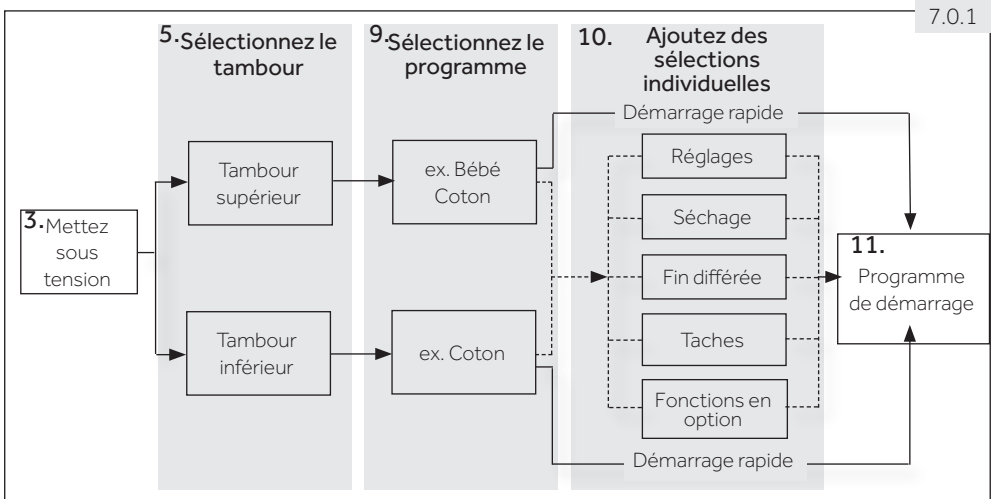 7.0.1
5. Sélectionnez le
tambour
9. Sélectionnez le
programme
10. Ajoutez des
sélections
individuelles
3. Mettez
sous
tension
Tambour
supérieur
Tambour
inférieur
ex. Bébé
Coton
ex. Coton
Démarrage rapide
Réglages
Séchage
Fin différée
Taches
Fonctions en
option
Démarrage rapide
11.
Programme
de démarrage